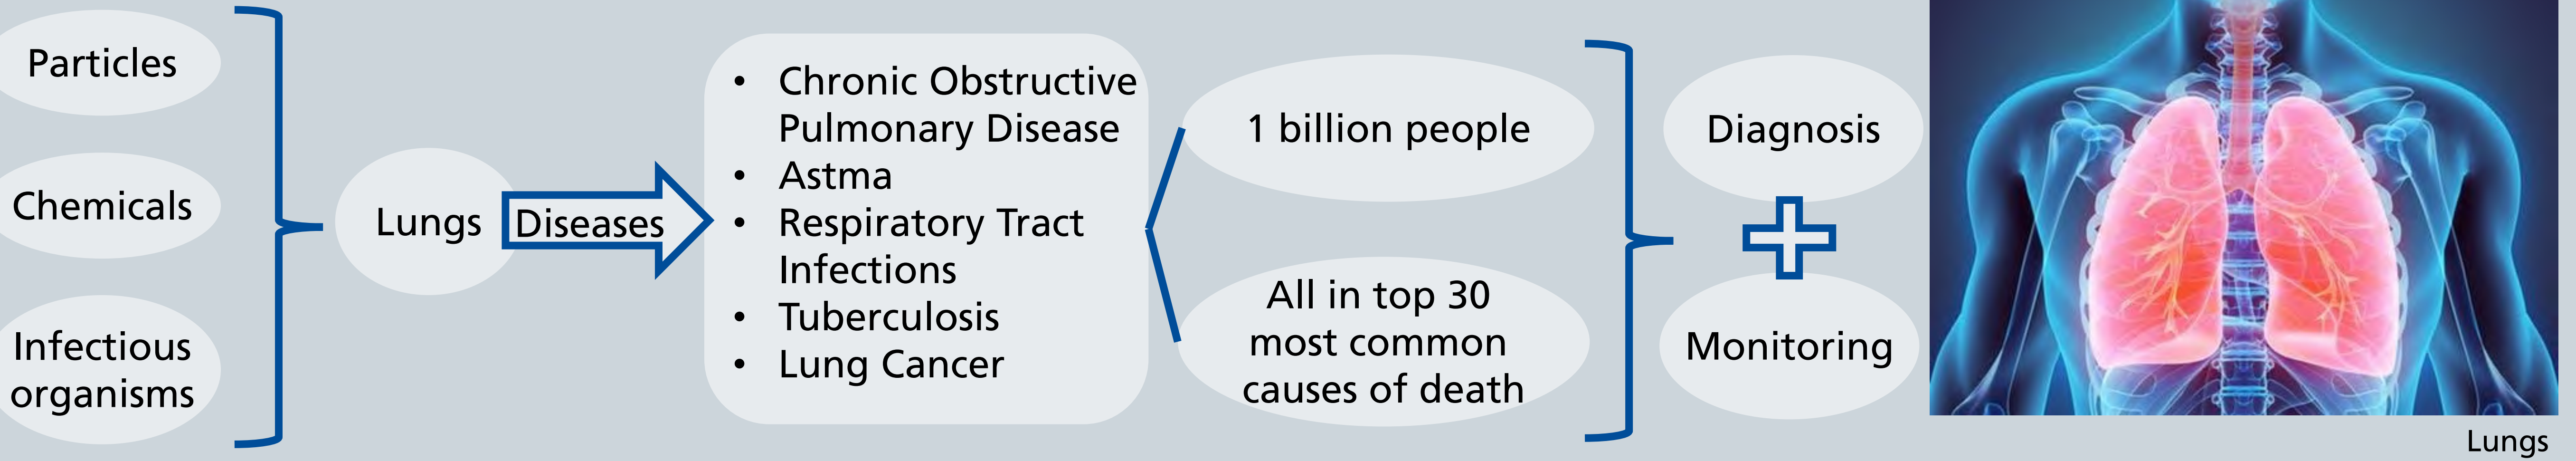 Particles
Chemicals
Infectious
organisms
Lungs
Diseases
• Chronic Obstructive
Pulmonary Disease
• Astma
• Respiratory Tract
Infections
• Tuberculosis
• Lung Cancer
1 billion people
All in top 30
most common
causes of death
Diagnosis
Monitoring
Lungs